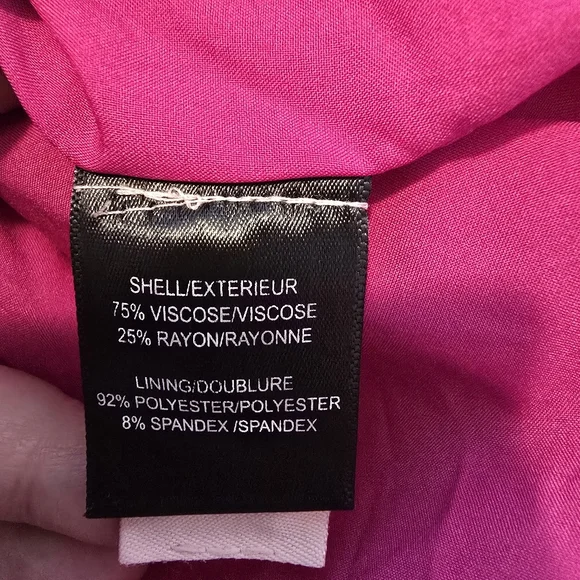 SHELL/EXTERIEUR
75% VISCOSE/VISCOSE
25% RAYON/RAYONNE
LINING/DOUBLURE
92% POLYESTER/POLYESTER
8% SPANDEX /SPANDEX